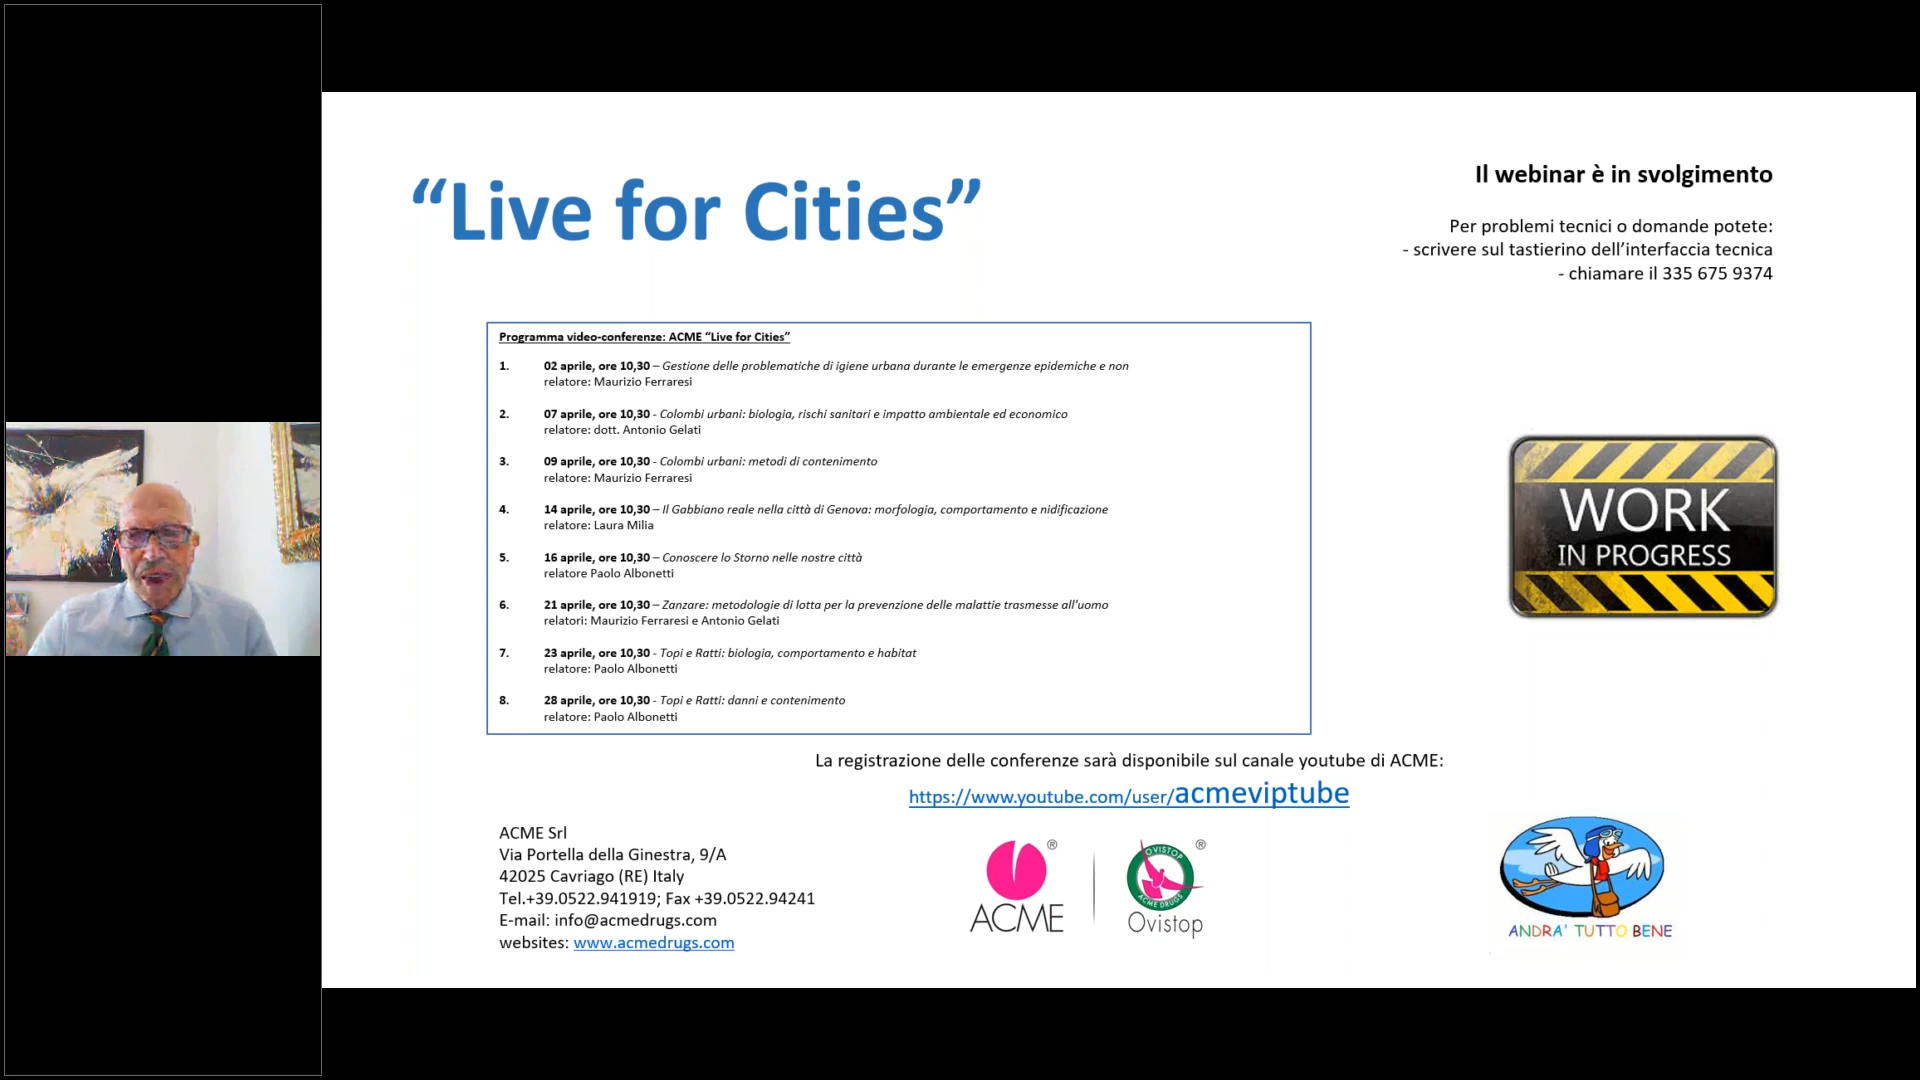 “Live for Cities”
Il webinar è in svolgimento
Per problemi tecnici o domande potete:
- scrivere sul tastierino dell’interfaccia tecnica
- chiamare il 335 675 9374
Programma video-conferenze: ACME “Live for Cities”
1. 02 aprile, ore 10,30 – Gestione delle problematiche di igiene urbana durante le emergenze epidemiche e non
relatore: Maurizio Ferraresi
2. 07 aprile, ore 10,30 - Colombi urbani: biologia, rischi sanitari e impatto ambientale ed economico
relatore: dott. Antonio Gelati
3. 09 aprile, ore 10,30 - Colombi urbani: metodi di contenimento
relatore: Maurizio Ferraresi
4. 14 aprile, ore 10,30 – Il Gabbiano reale nella città di Genova: morfologia, comportamento e nidificazione
relatore: Laura Milia
5. 16 aprile, ore 10,30 – Conoscere lo Storno nelle nostre città
relatore Paolo Albonetti
6. 21 aprile, ore 10,30 – Zanzare: metodologie di lotta per la prevenzione delle malattie trasmesse all'uomo
relatori: Maurizio Ferraresi e Antonio Gelati
7. 23 aprile, ore 10,30 - Topi e Ratti: biologia, comportamento e habitat
relatore: Paolo Albonetti
8. 28 aprile, ore 10,30 - Topi e Ratti: danni e contenimento
relatore: Paolo Albonetti
WORK
IN PROGRESS
La registrazione delle conferenze sarà disponibile sul canale youtube di ACME:
https://www.youtube.com/user/acmeviptube
ACME Srl
Via Portella della Ginestra, 9/A
42025 Cavriago (RE) Italy
Tel.+39.0522.941919; Fax +39.0522.94241
E-mail: info@acmedrugs.com
websites: www.acmedrugs.com
®
ACME
®
OVISTOP
ACME DRUGS
Ovistop
ANDRA' TUTTO BENE